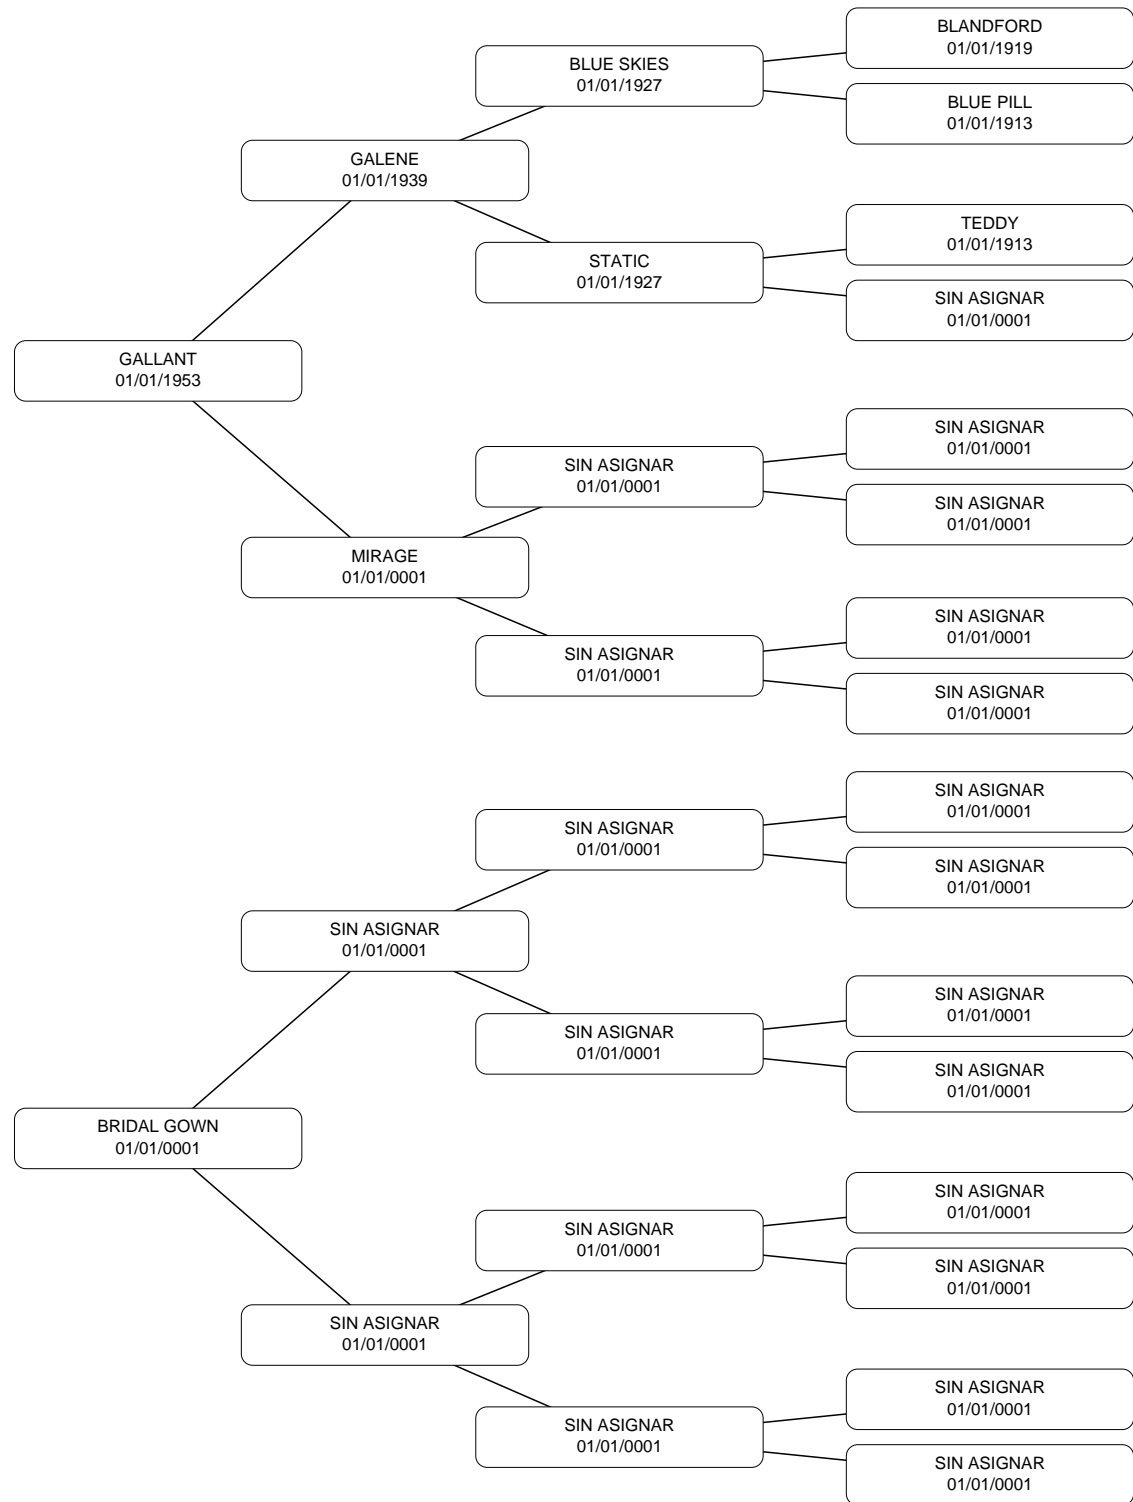 BLANDFORD
01/01/1919
BLUE SKIES
01/01/1927
BLUE PILL
01/01/1913
GALENE
01/01/1939
TEDDY
01/01/1913
STATIC
01/01/1927
SIN ASIGNAR
01/01/0001
GALLANT
01/01/1953
SIN ASIGNAR
01/01/0001
SIN ASIGNAR
01/01/0001
SIN ASIGNAR
01/01/0001
MIRAGE
01/01/0001
SIN ASIGNAR
01/01/0001
SIN ASIGNAR
01/01/0001
SIN ASIGNAR
01/01/0001
SIN ASIGNAR
01/01/0001
SIN ASIGNAR
01/01/0001
SIN ASIGNAR
01/01/0001
SIN ASIGNAR
01/01/0001
SIN ASIGNAR
01/01/0001
SIN ASIGNAR
01/01/0001
SIN ASIGNAR
01/01/0001
BRIDAL GOWN
01/01/0001
SIN ASIGNAR
01/01/0001
SIN ASIGNAR
01/01/0001
SIN ASIGNAR
01/01/0001
SIN ASIGNAR
01/01/0001
SIN ASIGNAR
01/01/0001
SIN ASIGNAR
01/01/0001
SIN ASIGNAR
01/01/0001